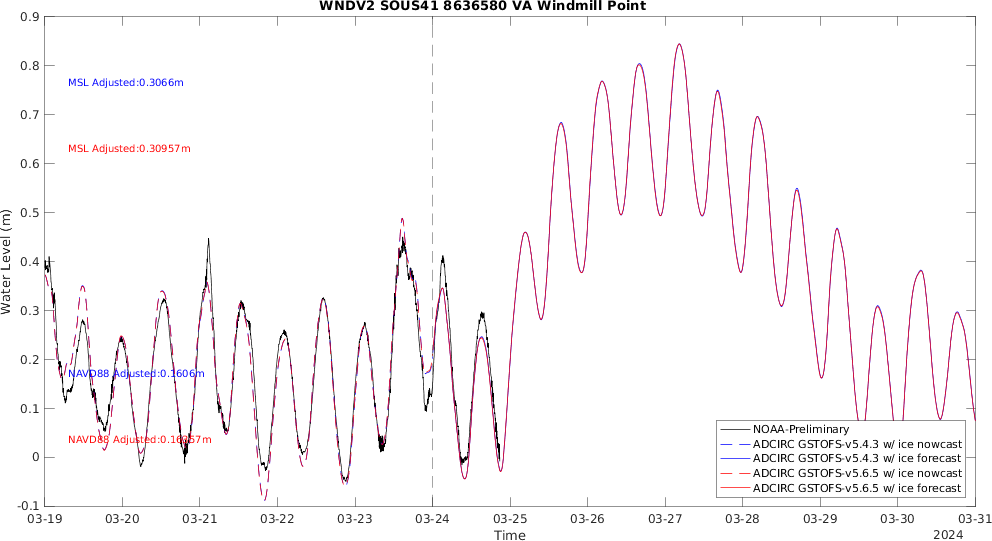 WNDV2 SOUS41 8636580 VA Windmill Point
0.9
0.8
0.7
0.6
0.5
0.4
0.3
0.2
0.1
0
-0.1
Water Level (m)
MSL Adjusted:0.3066m
MSL Adjusted:0.30957m
NAVD88 Adjusted:0.1606m
NAVD88 Adjusted:0.16357m
NOAA-Preliminary
ADCIRC GSTOFS-v5.4.3 w/ ice nowcast
ADCIRC GSTOFS-v5.4.3 w/ ice forecast
ADCIRC GSTOFS-v5.6.5 w/ ice nowcast
ADCIRC GSTOFS-v5.6.5 w/ ice forecast
03-19 03-20 03-21 03-22 03-23 03-24 03-25 03-26 03-27 03-28 03-29 03-30 03-31
Time
2024